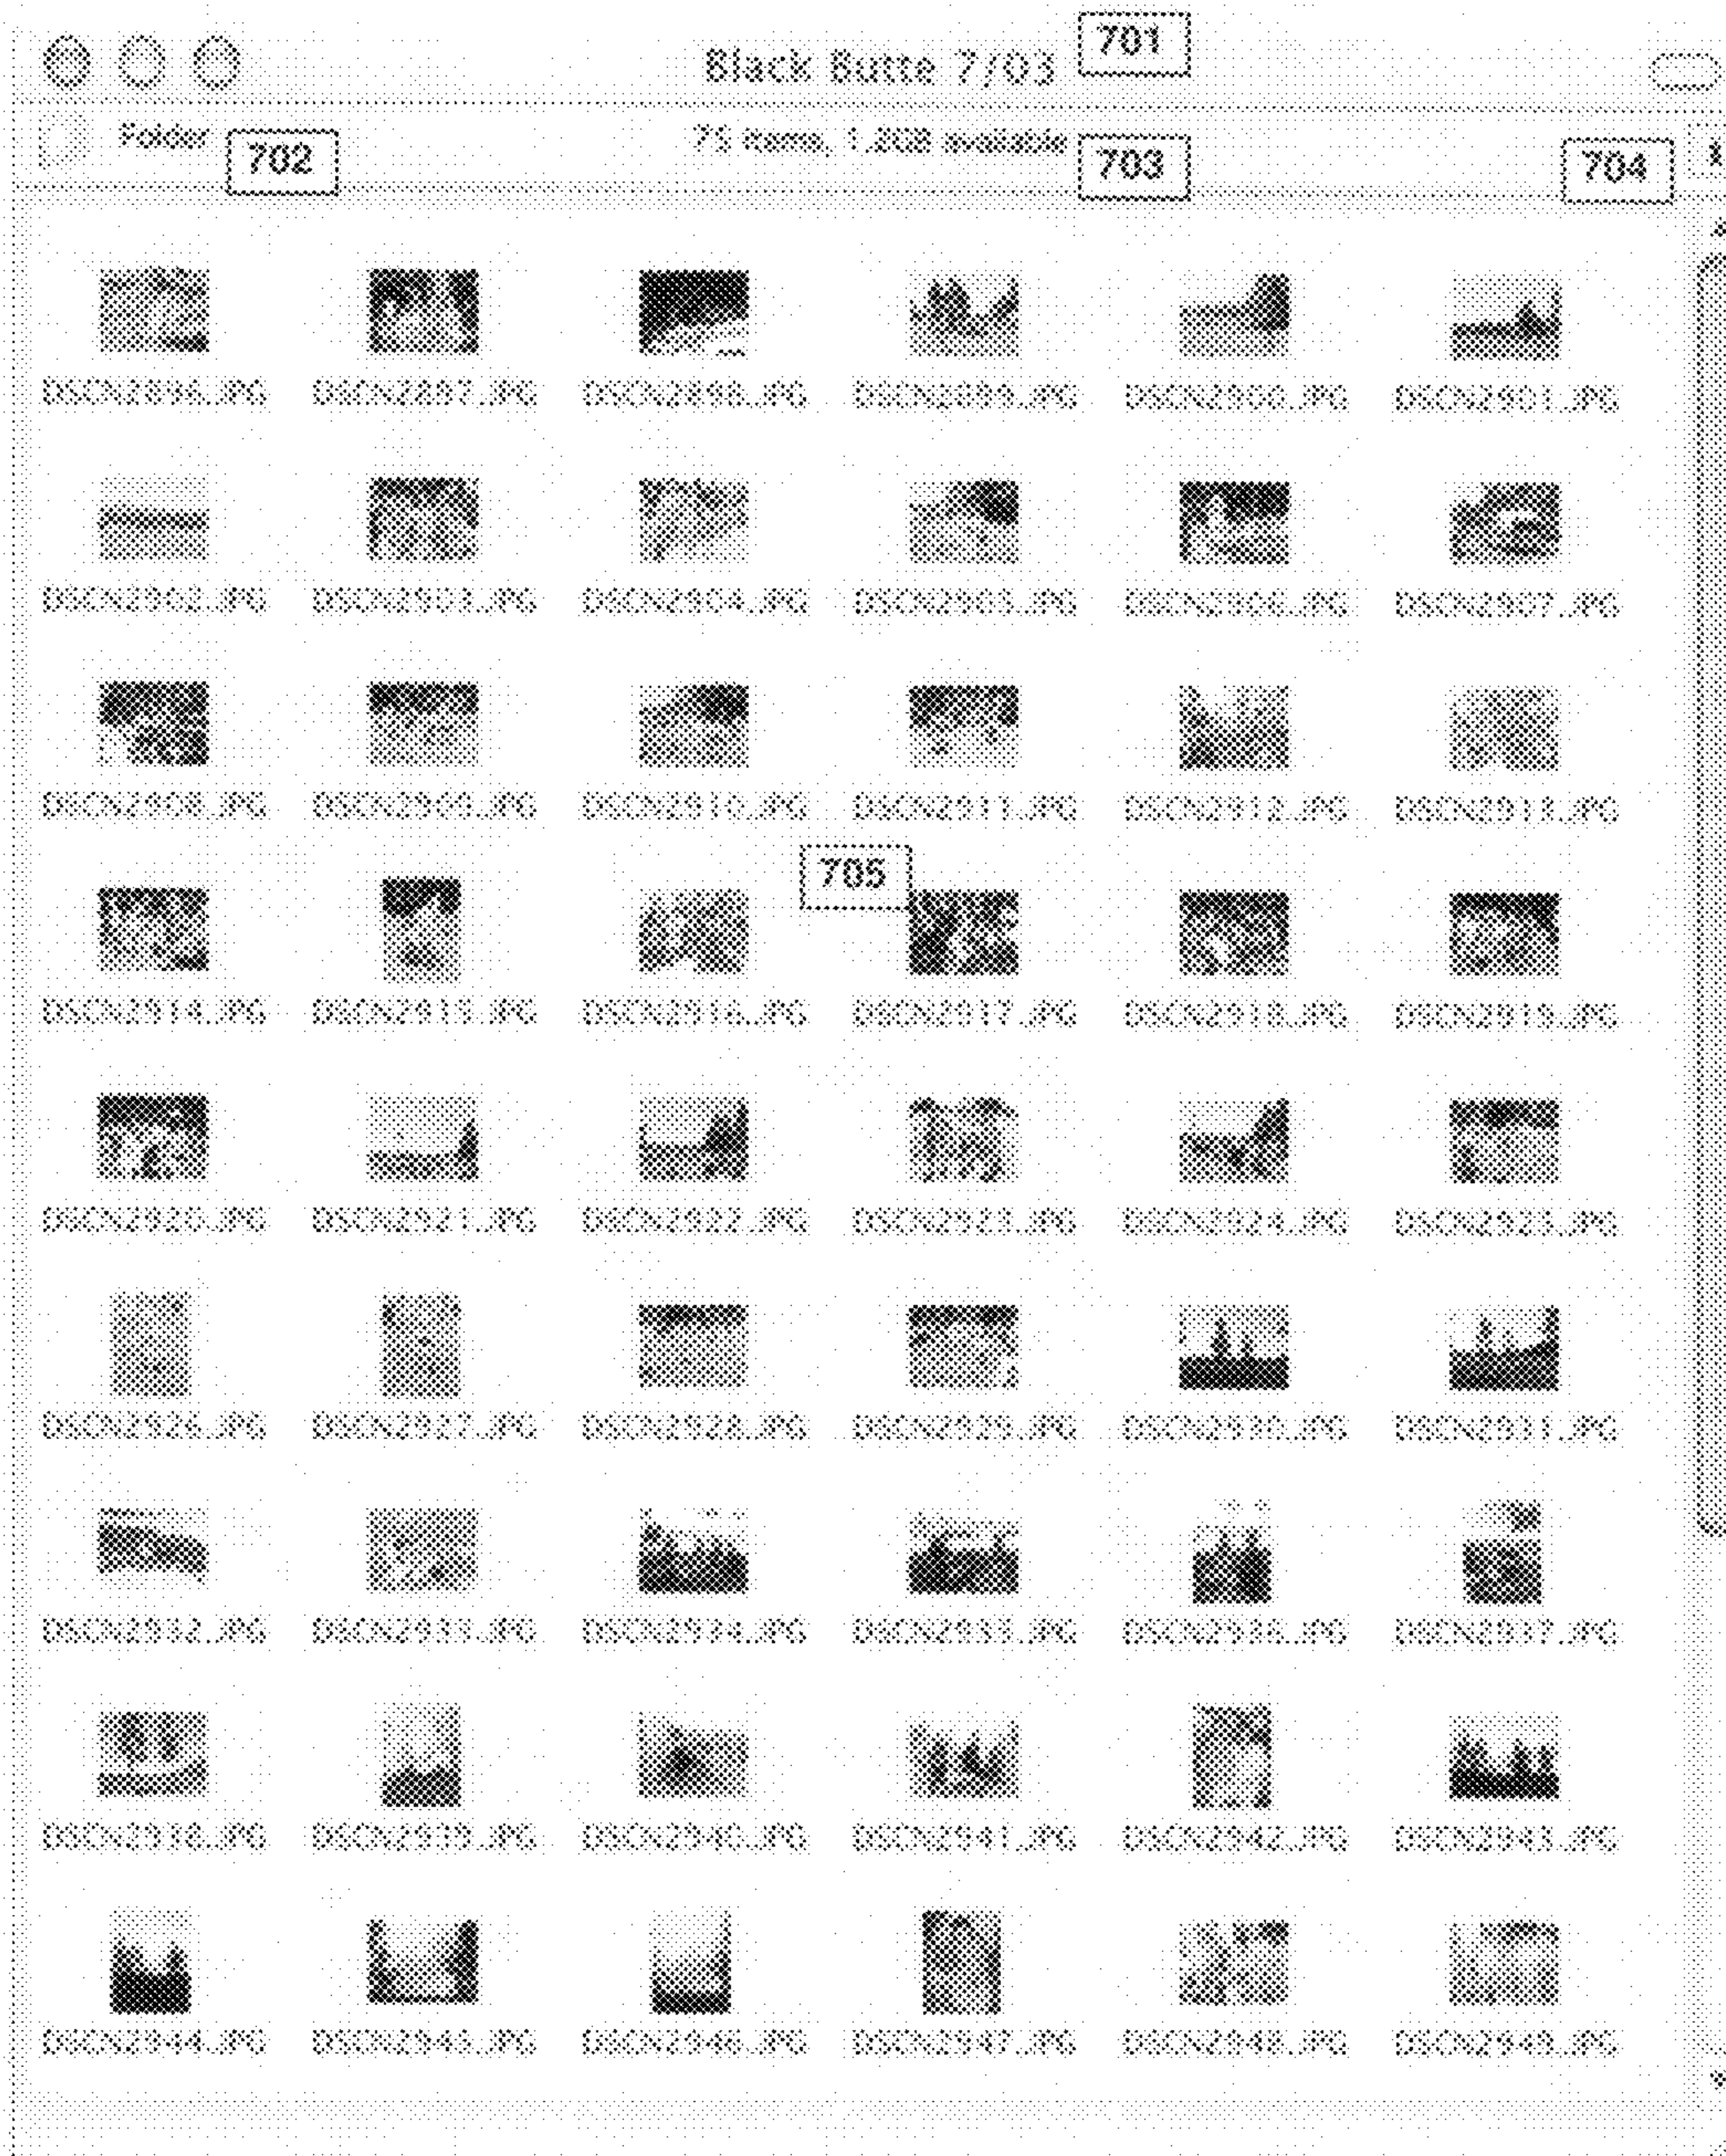 Black Butte 7/03 701
Folder 702 75 items, 1.2GB available 703 704
DSCN2896.JPG DSCN2897.JPG DSCN2898.JPG DSCN2899.JPG DSCN2900.JPG DSCN2901.JPG
DSCN2902.JPG DSCN2903.JPG DSCN2904.JPG DSCN2905.JPG DSCN2906.JPG DSCN2907.JPG
DSCN2908.JPG DSCN2909.JPG DSCN2910.JPG DSCN2911.JPG DSCN2912.JPG DSCN2913.JPG
705
DSCN2914.JPG DSCN2915.JPG DSCN2916.JPG DSCN2917.JPG DSCN2918.JPG DSCN2919.JPG
DSCN2920.JPG DSCN2921.JPG DSCN2922.JPG DSCN2923.JPG DSCN2924.JPG DSCN2925.JPG
DSCN2926.JPG DSCN2927.JPG DSCN2928.JPG DSCN2929.JPG DSCN2930.JPG DSCN2931.JPG
DSCN2932.JPG DSCN2933.JPG DSCN2934.JPG DSCN2935.JPG DSCN2936.JPG DSCN2937.JPG
DSCN2938.JPG DSCN2939.JPG DSCN2940.JPG DSCN2941.JPG DSCN2942.JPG DSCN2943.JPG
DSCN2944.JPG DSCN2945.JPG DSCN2946.JPG DSCN2947.JPG DSCN2948.JPG DSCN2949.JPG